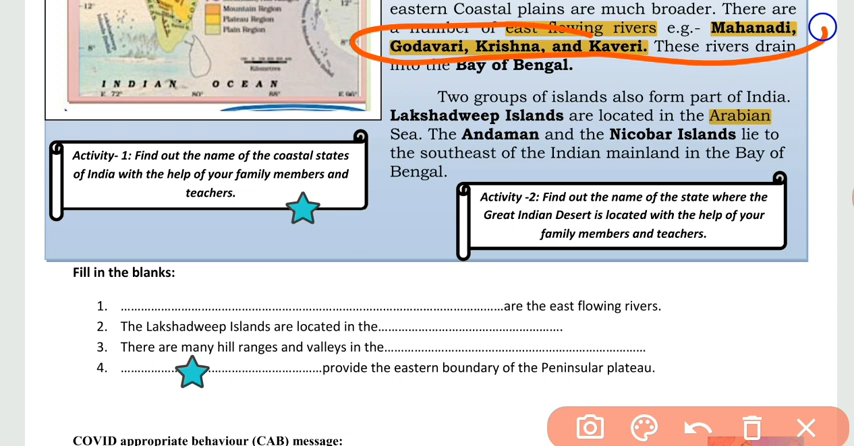 Mountain Region
Plateau Region
Plain Region
Kilometres
INDIAN OCEAN
eastern Coastal plains are much broader. There are
a number of east flowing rivers e.g.- Mahanadi,
Godavari, Krishna, and Kaveri. These rivers drain
into the Bay of Bengal.
Two groups of islands also form part of India.
Lakshadweep Islands are located in the Arabian
Sea. The Andaman and the Nicobar Islands lie to
the southeast of the Indian mainland in the Bay of
Bengal.
Activity- 1: Find out the name of the coastal states
of India with the help of your family members and
teachers.
Activity -2: Find out the name of the state where the
Great Indian Desert is located with the help of your
family members and teachers.
Fill in the blanks:
1. ……………………………………………………………………………………are the east flowing rivers.
2. The Lakshadweep Islands are located in the……………………………………….
3. There are many hill ranges and valleys in the…………………………………………………………
4. ……………………………………………provide the eastern boundary of the Peninsular plateau.
COVID appropriate behaviour (CAB) message: